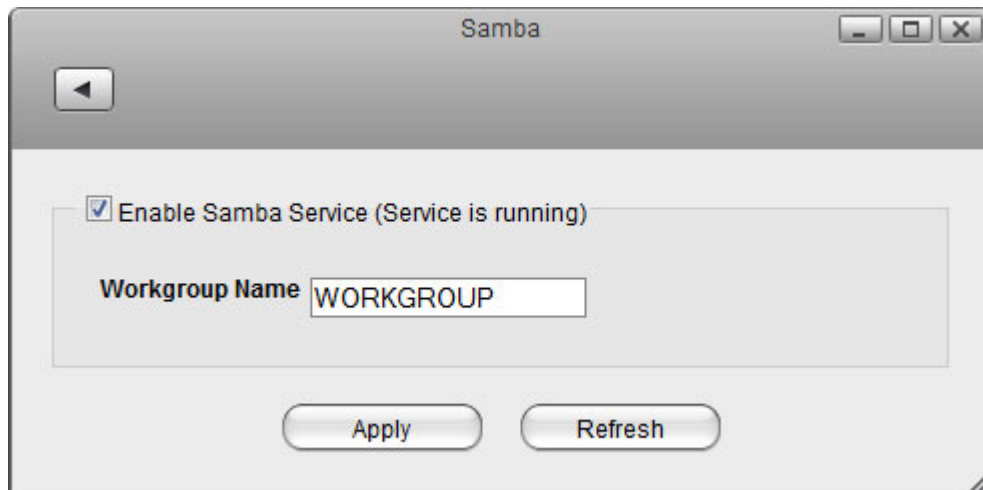 Samba
Enable Samba Service (Service is running)
Workgroup Name WORKGROUP
Apply Refresh